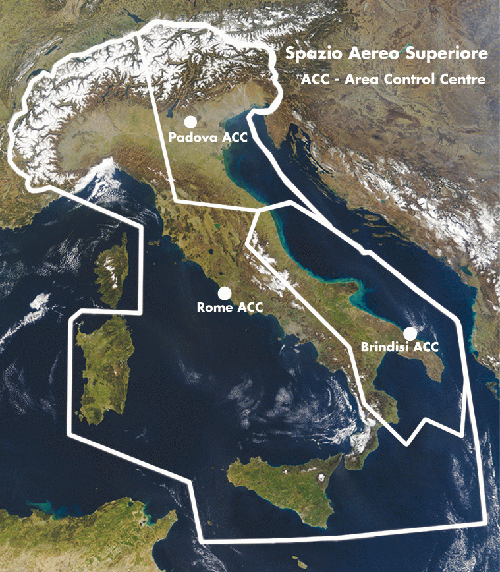 Spazio Aereo Superiore
ACC - Area Control Centre
Padova ACC
Rome ACC
Brindisi ACC